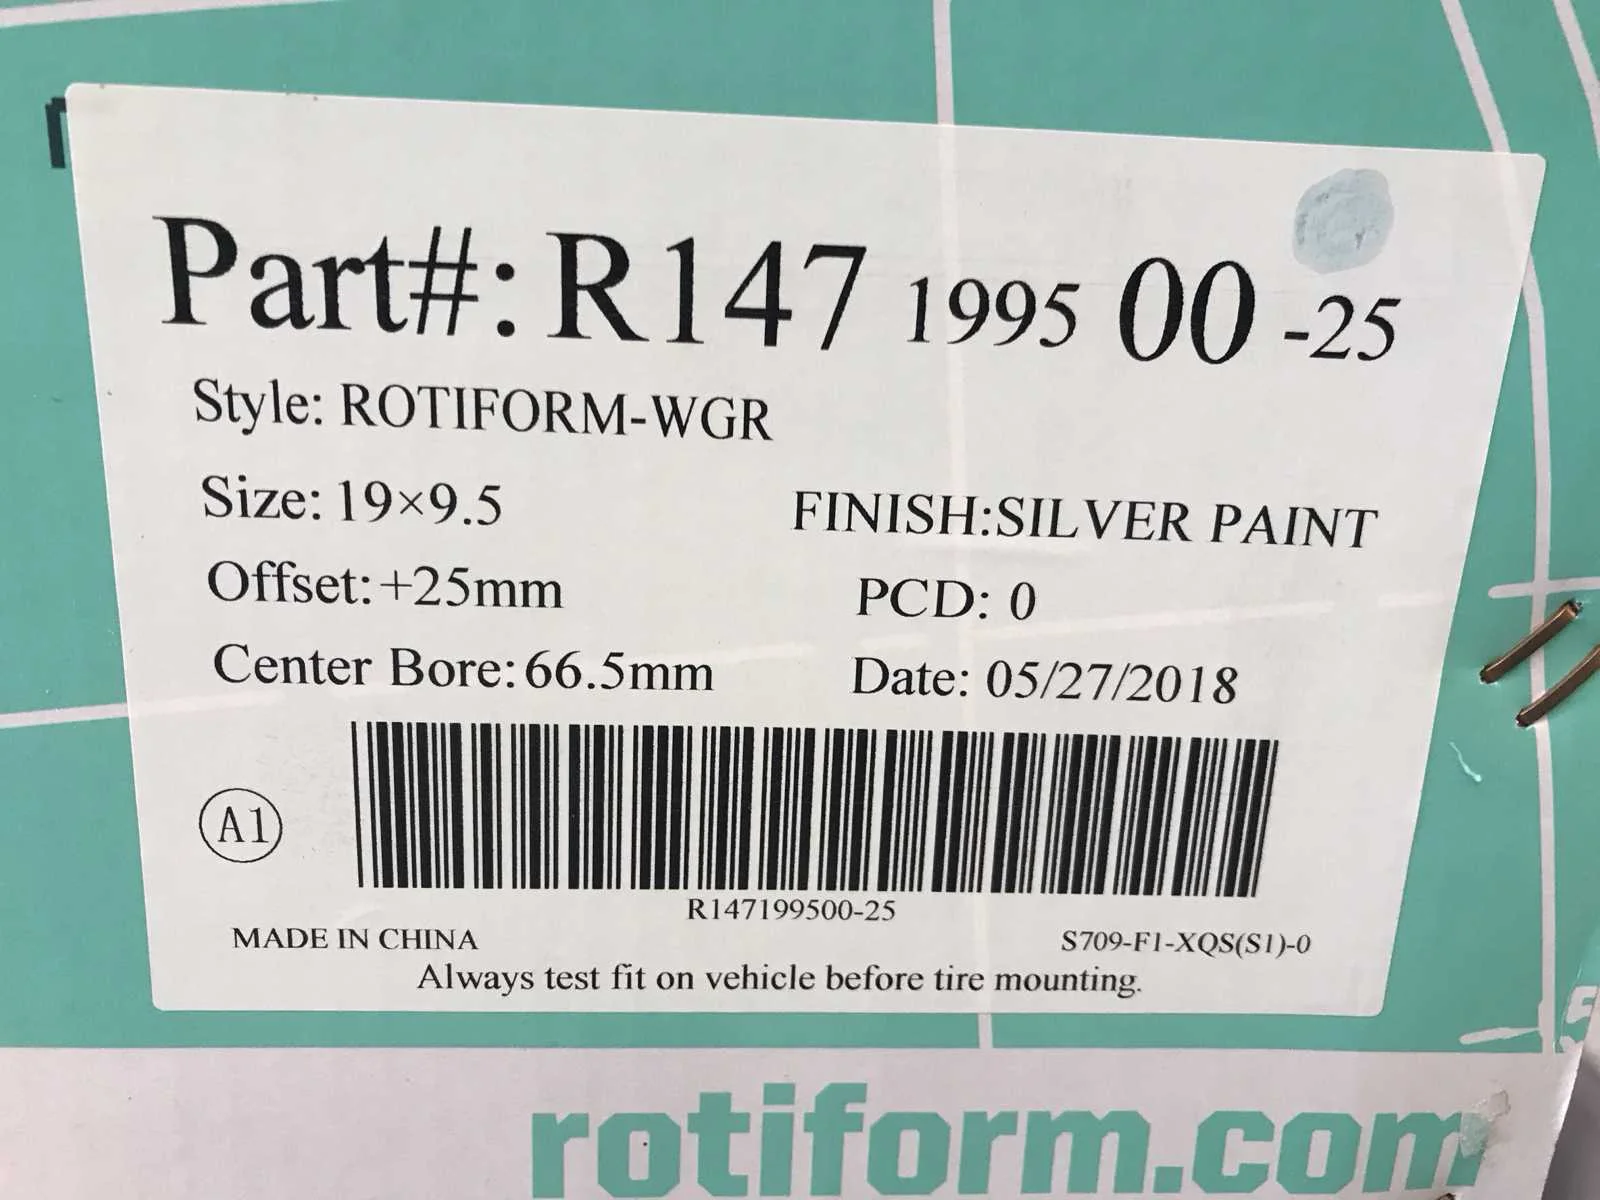 Part#: R147 1995 00 -25
Style: ROTIFORM-WGR
Size: 19×9.5 FINISH:SILVER PAINT
Offset:+25mm PCD: 0
Center Bore:66.5mm Date: 05/27/2018
A1
R147199500-25
MADE IN CHINA S709-F1-XQS(S1)-0
Always test fit on vehicle before tire mounting.
rotiform.com